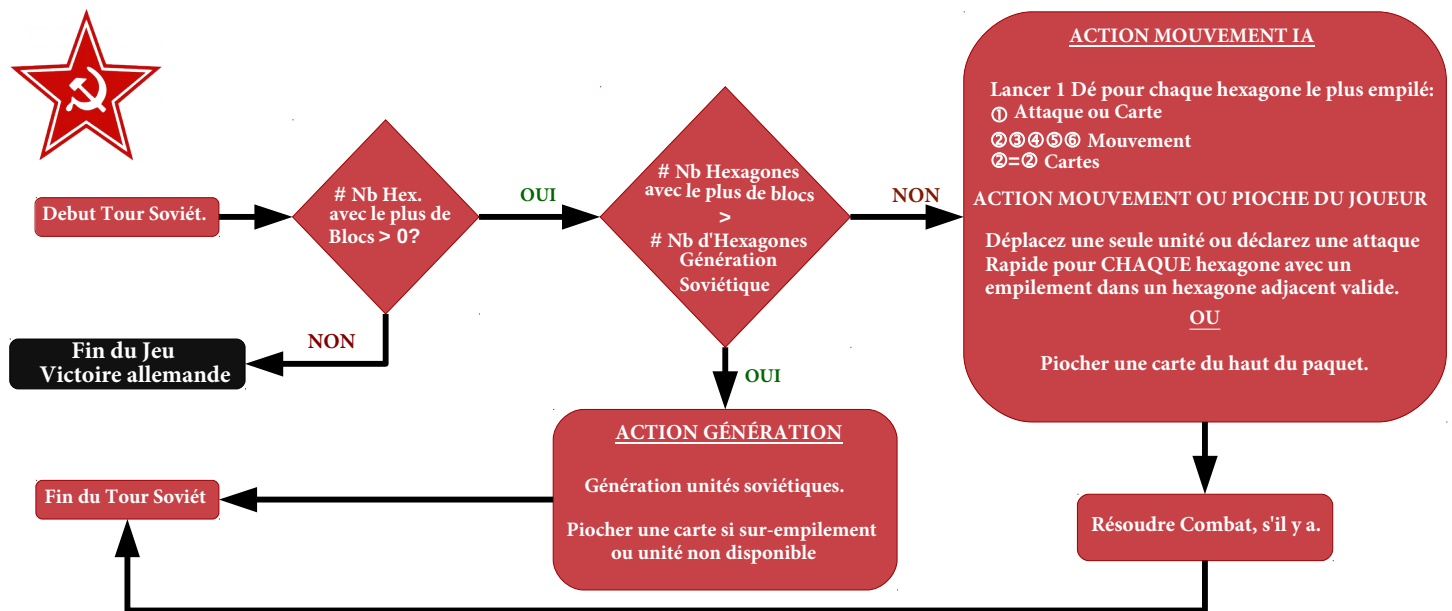 Debut Tour Soviét.
# Nb Hex.
avec le plus de
Blocs > 0?
OUI
NON
Fin du Jeu
Victoire allemande
# Nb Hexagones
avec le plus de blocs
>
# Nb d'Hexagones
Génération
Soviétique
NON
OUI
ACTION MOUVEMENT IA
Lancer 1 Dé pour chaque hexagone le plus empilé:
① Attaque ou Carte
②③④⑤⑥ Mouvement
②=② Cartes
ACTION MOUVEMENT OU PIOCHE DU JOUEUR
Déplacez une seule unité ou déclarez une attaque
Rapide pour CHAQUE hexagone avec un
empilement dans un hexagone adjacent valide.
OU
Piocher une carte du haut du paquet.
ACTION GÉNÉRATION
Génération unités soviétiques.
Piocher une carte si sur-empilement
ou unité non disponible
Résoudre Combat, s'il y a.
Fin du Tour Soviét